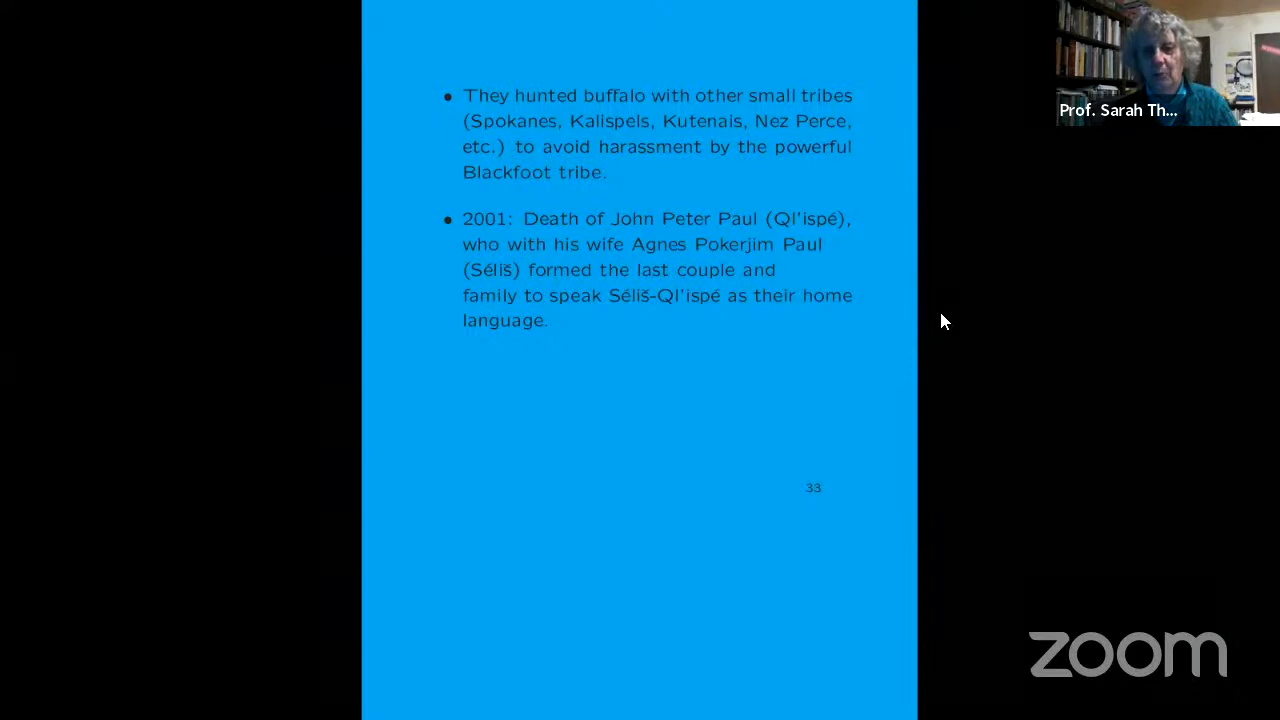 • They hunted buffalo with other small tribes
(Spokanes, Kalispels, Kutenais, Nez Perce,
etc.) to avoid harassment by the powerful
Blackfoot tribe.
• 2001: Death of John Peter Paul (Ql'ispé),
who with his wife Agnes Pokerjim Paul
(Séliš) formed the last couple and
family to speak Séliš-Ql'ispé as their home
language.
33
Prof. Sarah Th...
zoom